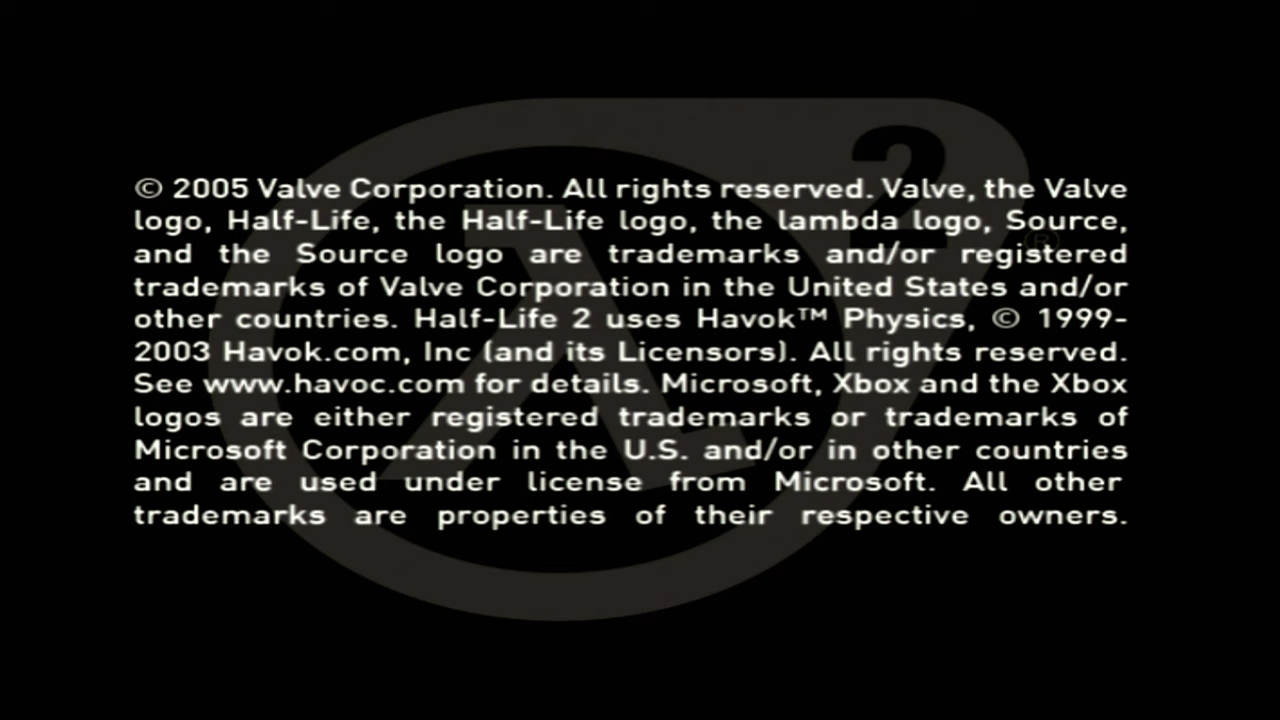 2
© 2005 Valve Corporation. All rights reserved. Valve, the Valve
logo, Half-Life, the Half-Life logo, the lambda logo, Source,
®
and the Source logo are trademarks and/or registered
trademarks of Valve Corporation in the United States and/or
other countries. Half-Life 2 uses Havok™ Physics, © 1999-
2003 Havok.com, Inc (and its Licensors). All rights reserved.
See www.havoc.com for details. Microsoft, Xbox and the Xbox
logos are either registered trademarks or trademarks of
Microsoft Corporation in the U.S. and/or in other countries
and are used under license from Microsoft. All other
trademarks are properties of their respective owners.